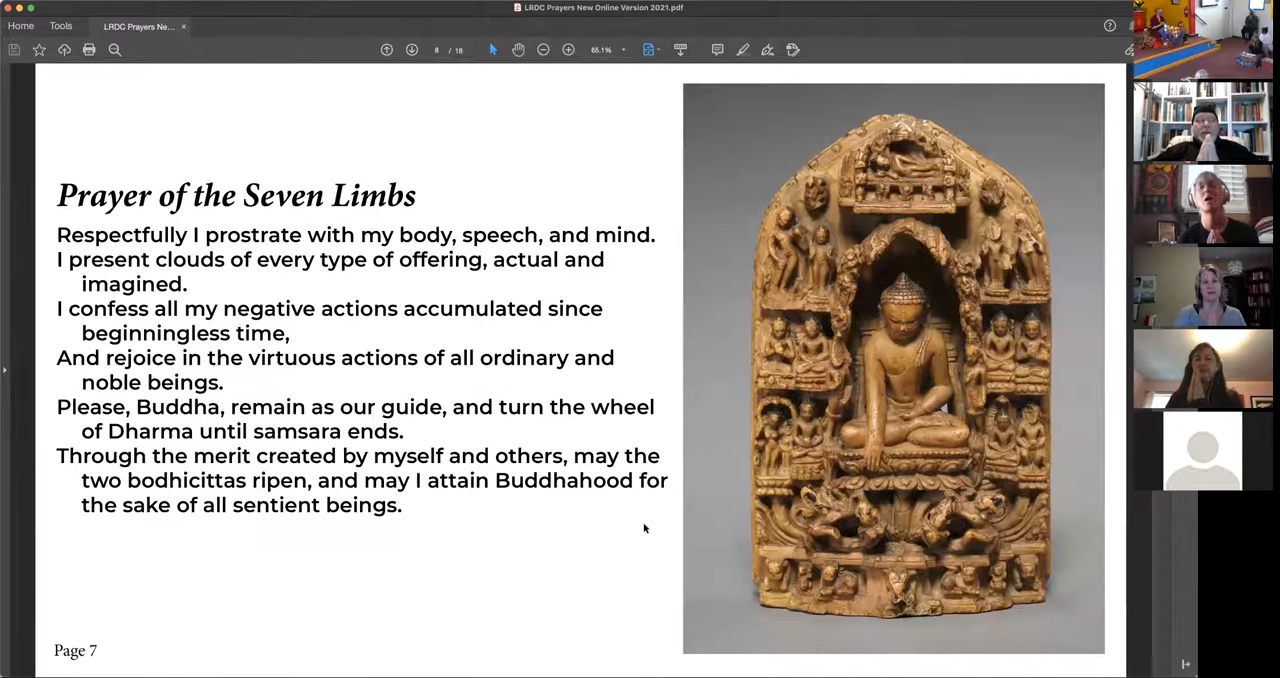 LRDC Prayers New Online Version 2021.pdf
Home Tools LRDC Prayers Ne... ×
8 / 18 65.1%
Prayer of the Seven Limbs
Respectfully I prostrate with my body, speech, and mind.
I present clouds of every type of offering, actual and
imagined.
I confess all my negative actions accumulated since
beginningless time,
And rejoice in the virtuous actions of all ordinary and
noble beings.
Please, Buddha, remain as our guide, and turn the wheel
of Dharma until samsara ends.
Through the merit created by myself and others, may the
two bodhicittas ripen, and may I attain Buddhahood for
the sake of all sentient beings.
Page 7